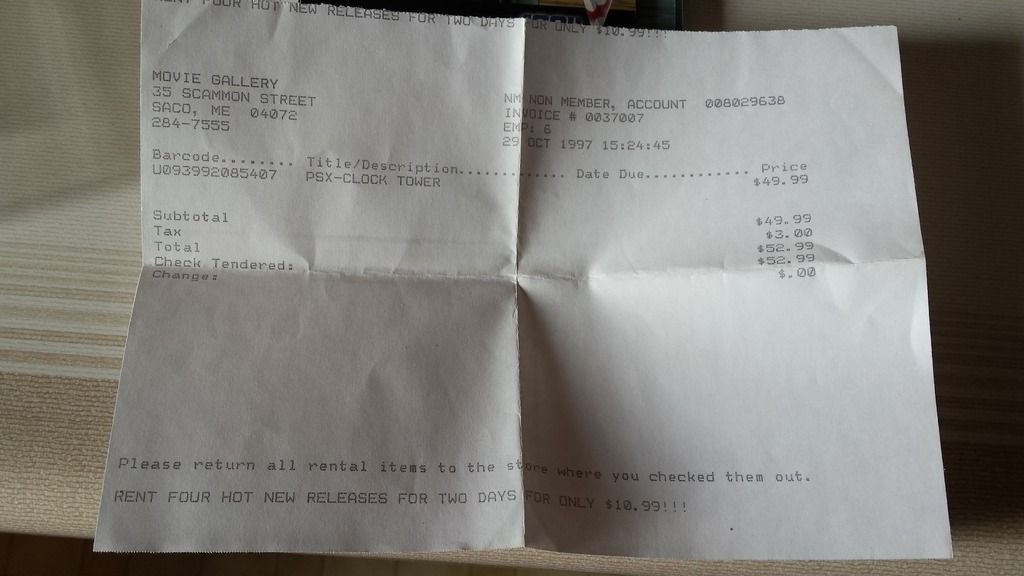 RENT FOUR HOT NEW RELEASES FOR TWO DAYS FOR ONLY $10.99!!!
MOVIE GALLERY
35 SCAMMON STREET
SACO, ME 04072
284-7555
NM NON MEMBER, ACCOUNT 008029638
INVOICE # 0037007
EMP: 6
29 OCT 1997 15:24:45
Barcode........ Title/Description............. Date Due............ Price
U093992085407 PSX-CLOCK TOWER $49.99
Subtotal $49.99
Tax $3.00
Total $52.99
Check Tendered: $52.99
Change: $.00
Please return all rental items to the store where you checked them out.
RENT FOUR HOT NEW RELEASES FOR TWO DAYS FOR ONLY $10.99!!!